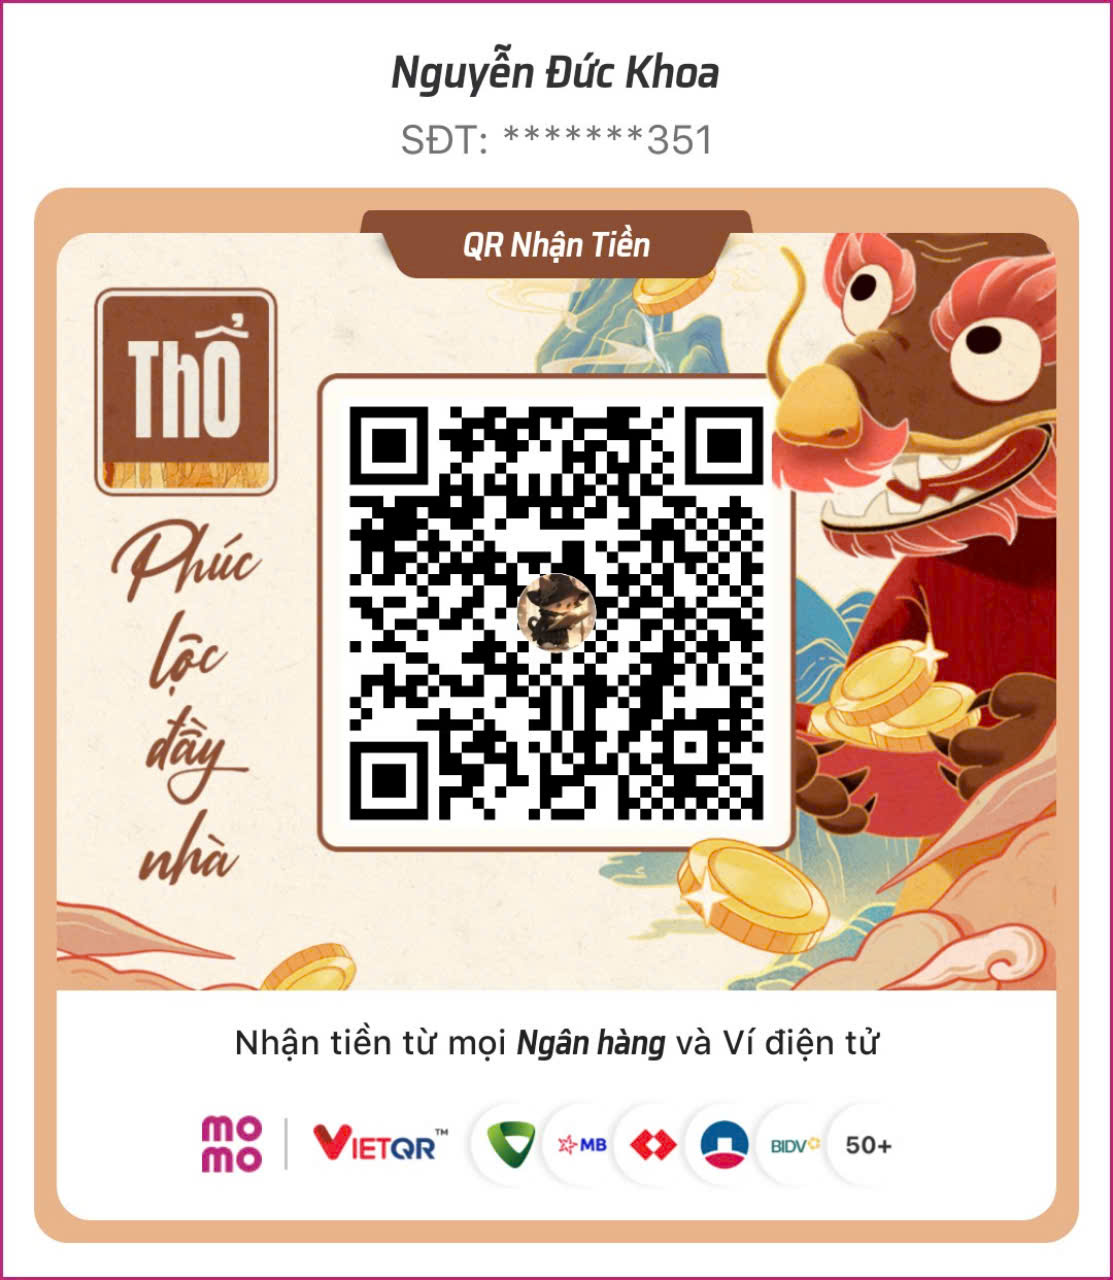 Nguyễn Đức Khoa
SĐT: *******351
QR Nhận Tiền
Thổ
Phúc
lộc
đầy
nhà
Nhận tiền từ mọi Ngân hàng và Ví điện tử
mo
mo
VIETQR™
MB
BIDV
50+